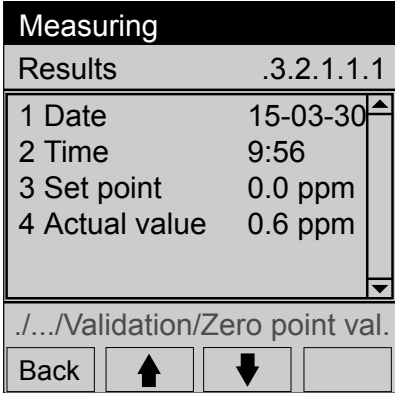 Measuring
Results .3.2.1.1.1
1 Date 15-03-30
2 Time 9:56
3 Set point 0.0 ppm
4 Actual value 0.6 ppm
./.../Validation/Zero point val.
Back